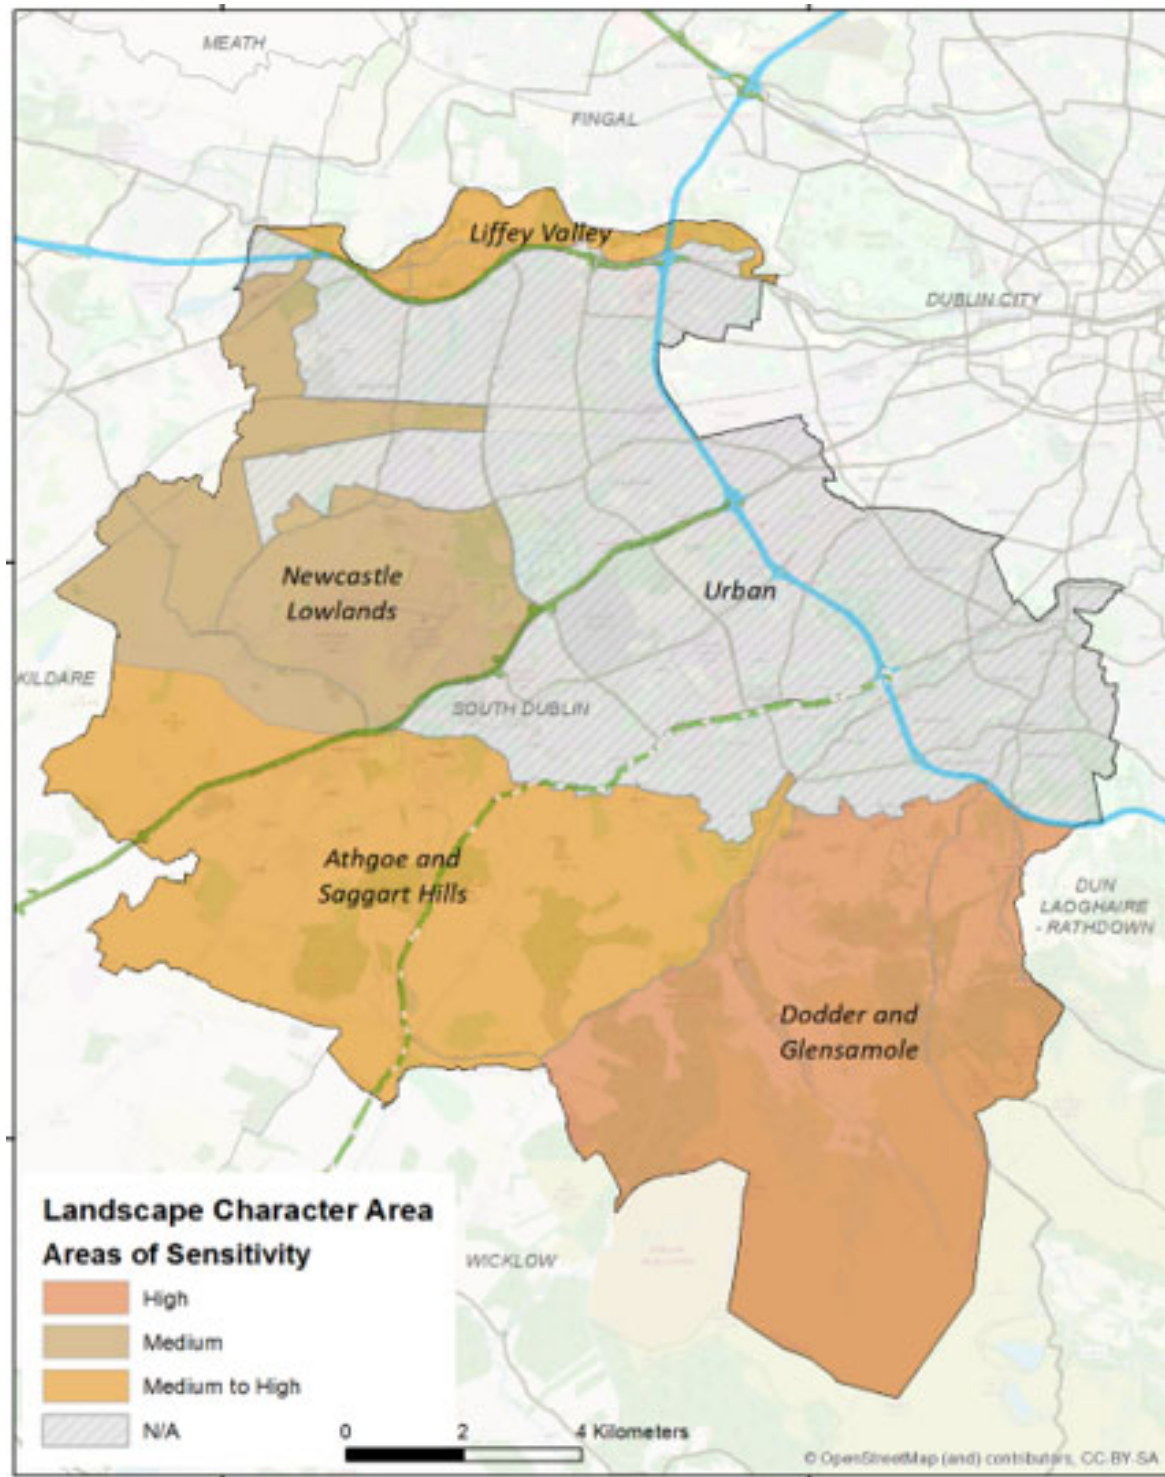 MEATH
FINGAL
Liffey Valley
DUBLIN CITY
Newcastle
Lowlands
Urban
KILDARE
SOUTH DUBLIN
Athgoe and
Saggart Hills
DUN
LAOGHAIRE
- RATHDOWN
Dodder and
Glensamole
Landscape Character Area
Areas of Sensitivity
WICKLOW
High
Medium
Medium to High
N/A
0 2 4 Kilometers
© OpenStreetMap (and) contributors, CC-BY-SA